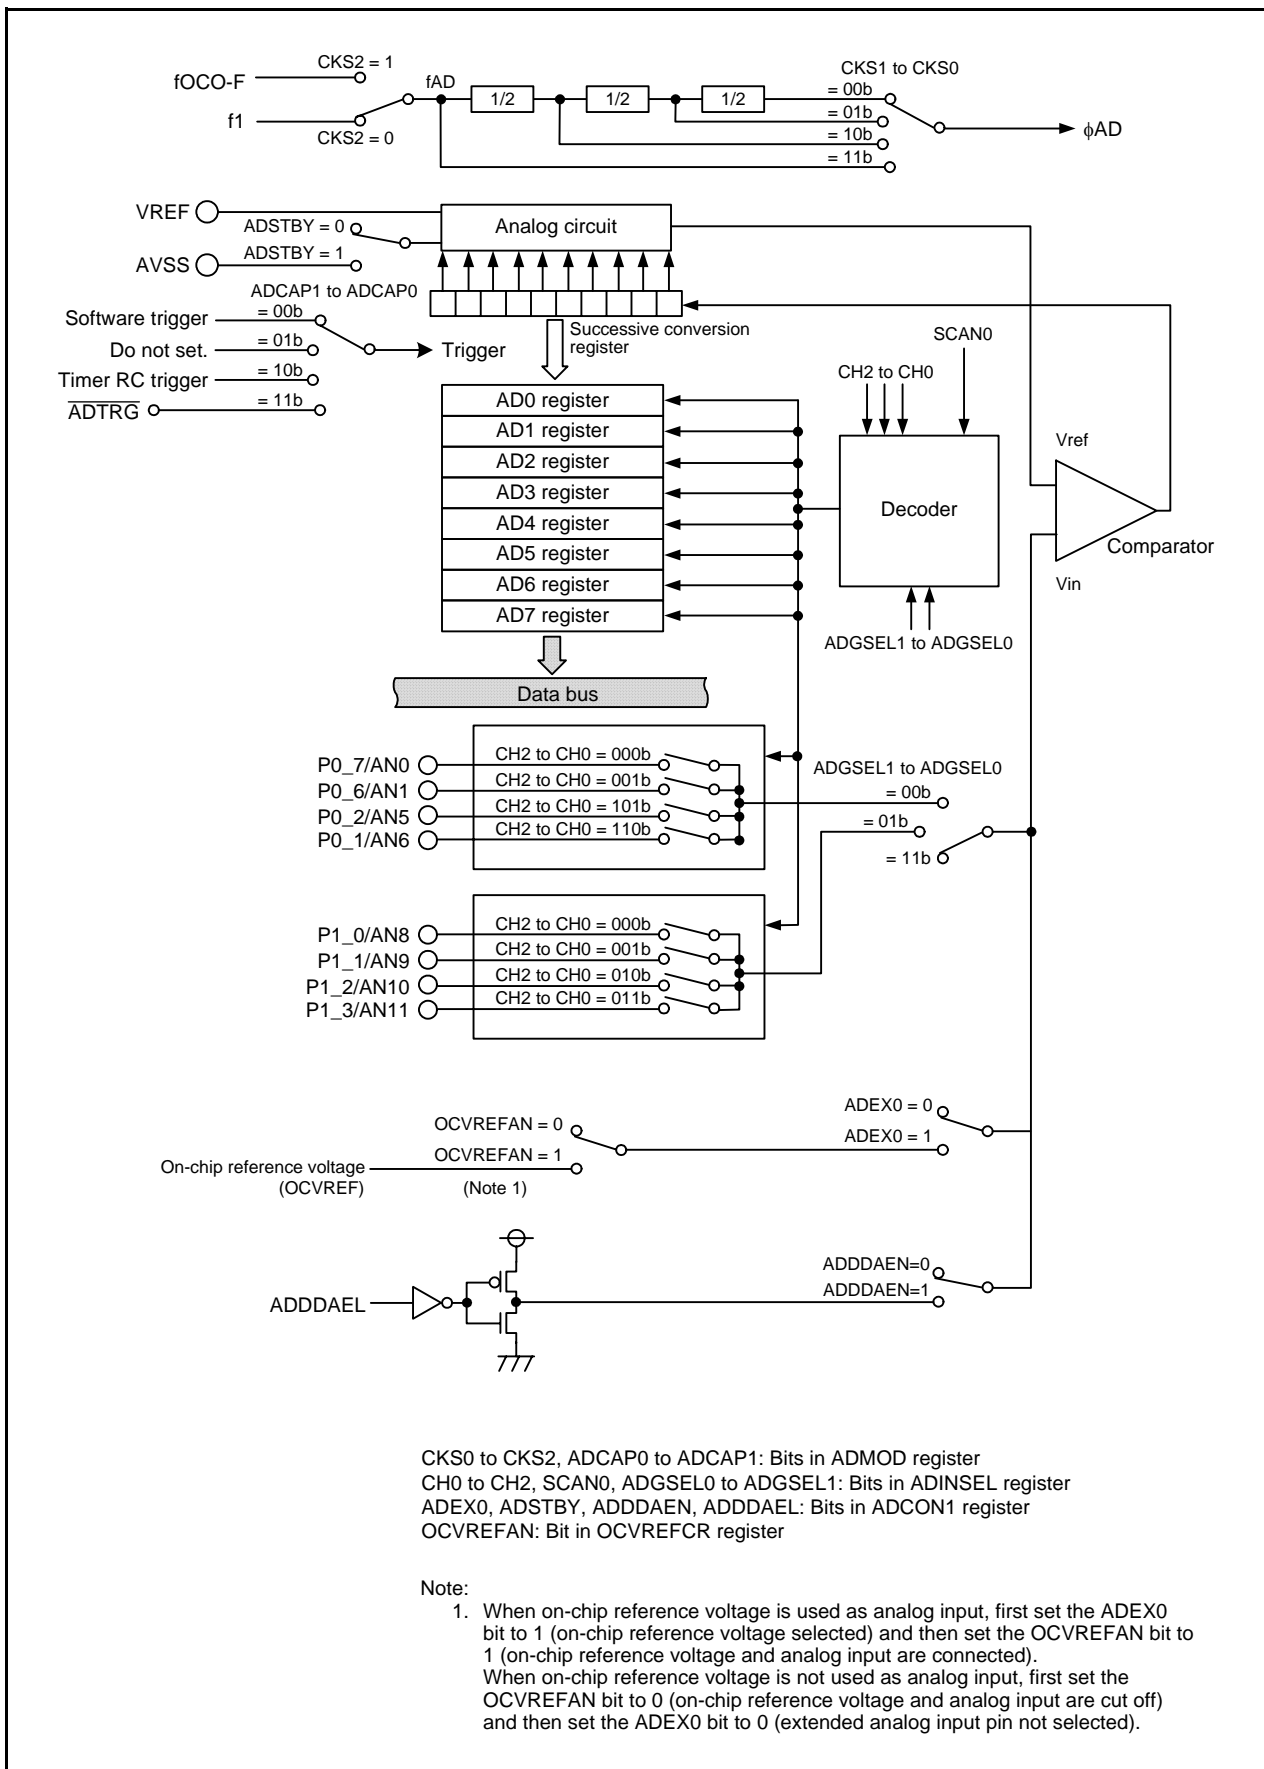 fOCO-F
CKS2 = 1
f1
CKS2 = 0
fAD
1/2
1/2
1/2
CKS1 to CKS0
= 00b
= 01b
= 10b
= 11b
ϕAD
VREF
AVSS
ADSTBY = 0
ADSTBY = 1
Analog circuit
ADCAP1 to ADCAP0
Software trigger
= 00b
Do not set.
= 01b
Timer RC trigger
= 10b
ADTRG
= 11b
Trigger
Successive conversion
register
AD0 register
AD1 register
AD2 register
AD3 register
AD4 register
AD5 register
AD6 register
AD7 register
Data bus
SCAN0
CH2 to CH0
Decoder
ADGSEL1 to ADGSEL0
Vref
Comparator
Vin
P0_7/AN0
CH2 to CH0 = 000b
P0_6/AN1
CH2 to CH0 = 001b
P0_2/AN5
CH2 to CH0 = 101b
P0_1/AN6
CH2 to CH0 = 110b
ADGSEL1 to ADGSEL0
= 00b
= 01b
= 11b
P1_0/AN8
CH2 to CH0 = 000b
P1_1/AN9
CH2 to CH0 = 001b
P1_2/AN10
CH2 to CH0 = 010b
P1_3/AN11
CH2 to CH0 = 011b
OCVREFAN = 0
OCVREFAN = 1
On-chip reference voltage
(OCVREF)
(Note 1)
ADEX0 = 0
ADEX0 = 1
ADDDAEL
ADDDAEN=0
ADDDAEN=1
CKS0 to CKS2, ADCAP0 to ADCAP1: Bits in ADMOD register
CH0 to CH2, SCAN0, ADGSEL0 to ADGSEL1: Bits in ADINSEL register
ADEX0, ADSTBY, ADDDAEN, ADDDAEL: Bits in ADCON1 register
OCVREFAN: Bit in OCVREFCR register
Note:
1. When on-chip reference voltage is used as analog input, first set the ADEX0
bit to 1 (on-chip reference voltage selected) and then set the OCVREFAN bit to
1 (on-chip reference voltage and analog input are connected).
When on-chip reference voltage is not used as analog input, first set the
OCVREFAN bit to 0 (on-chip reference voltage and analog input are cut off)
and then set the ADEX0 bit to 0 (extended analog input pin not selected).